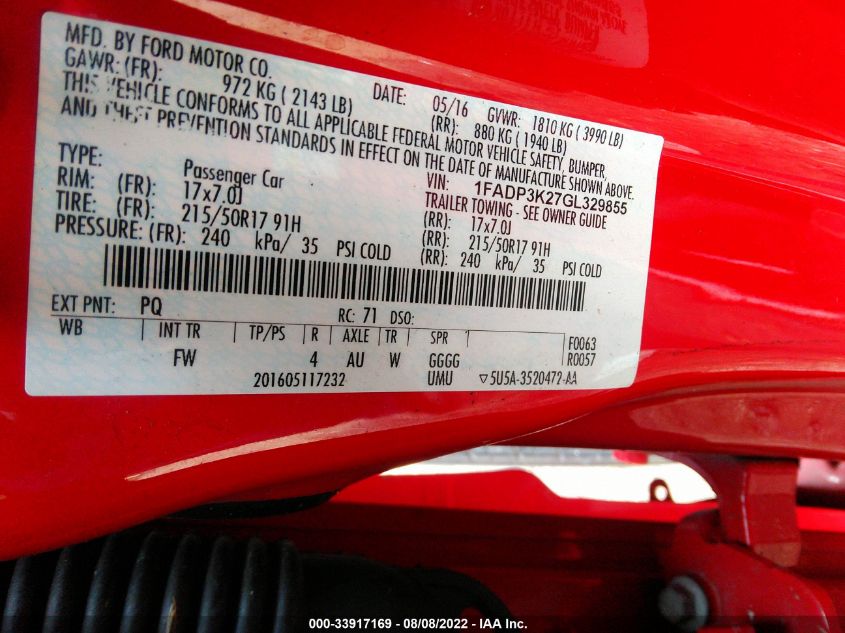 MFD. BY FORD MOTOR CO.
DATE: 05/16 GVWR: 1810 KG ( 3990 LB)
GAWR: (FR): 972 KG ( 2143 LB) (RR): 880 KG ( 1940 LB)
THIS VEHICLE CONFORMS TO ALL APPLICABLE FEDERAL MOTOR VEHICLE SAFETY, BUMPER,
AND THEFT PREVENTION STANDARDS IN EFFECT ON THE DATE OF MANUFACTURE SHOWN ABOVE.
TYPE: Passenger Car VIN: 1FADP3K27GL329855
TRAILER TOWING - SEE OWNER GUIDE
RIM: (FR): 17x7.0J (RR): 17x7.0J
TIRE: (FR): 215/50R17 91H (RR): 215/50R17 91H
PRESSURE: (FR): 240 kPa/ 35 PSI COLD (RR): 240 kPa/ 35 PSI COLD
EXT PNT: PQ RC: 71 DSO:
WB INT TR TP/PS R AXLE TR SPR F0063
FW 4 AU W GGGG R0057
201605117232 UMU ▽5U5A-3520472-AA
000-33917169 - 08/08/2022 - IAA Inc.